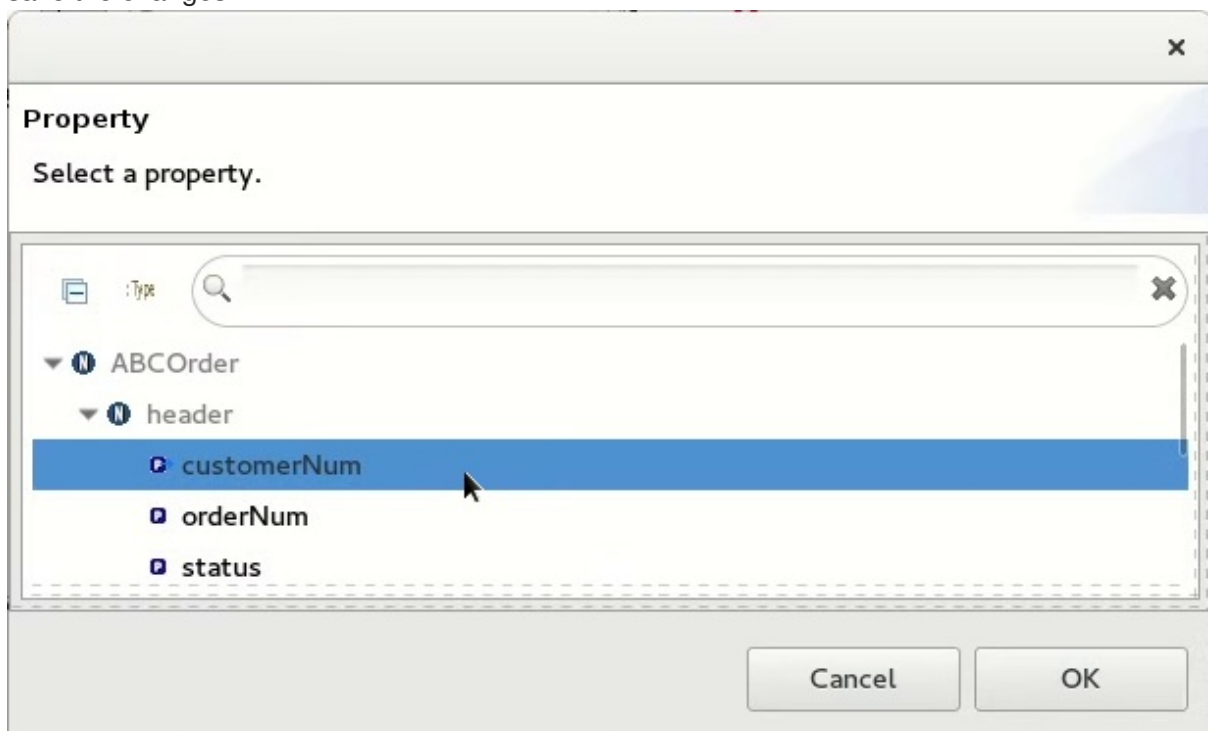 Property
Select a property.
: Type
ABCOrder
header
customerNum
orderNum
status
Cancel
OK